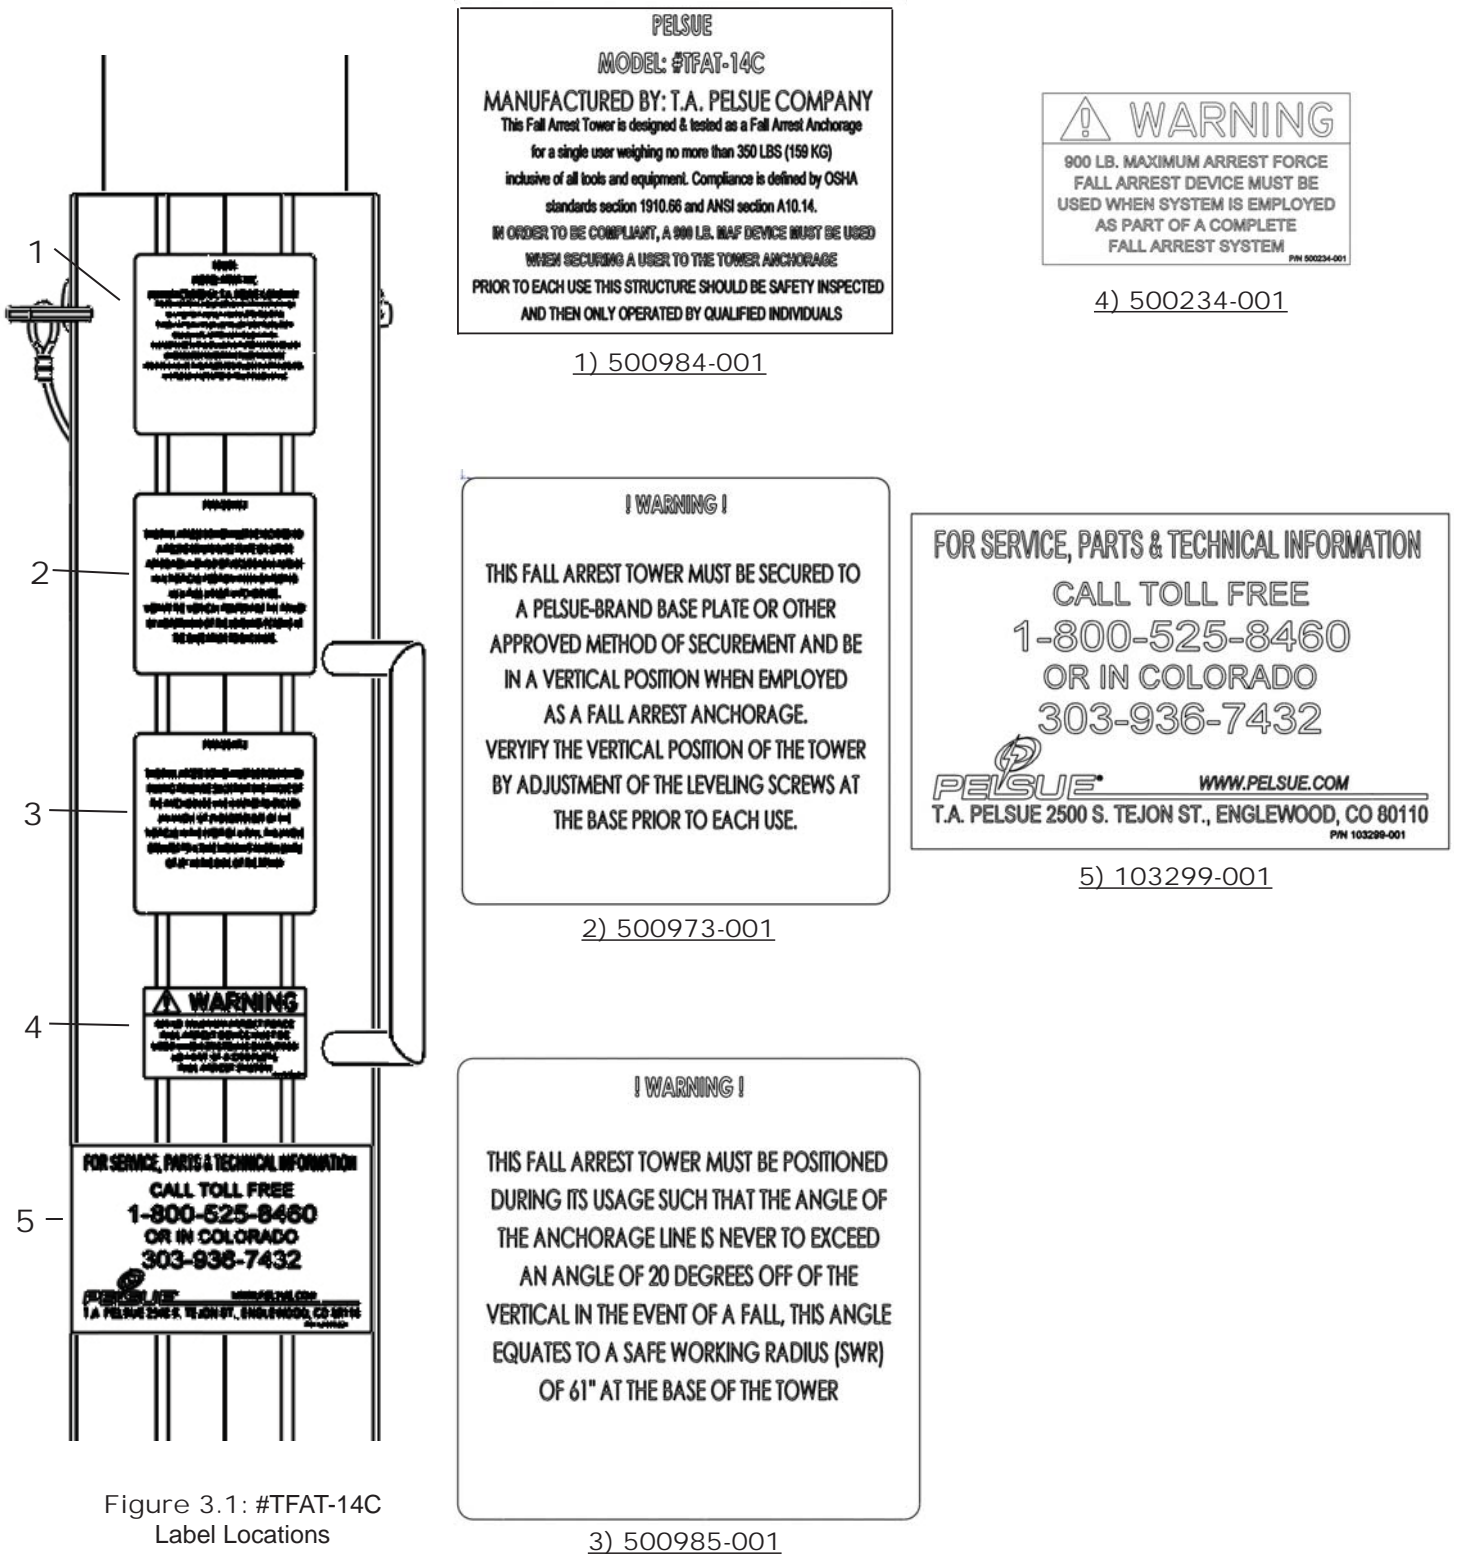 PELSUE
MODEL: #TFAT-14C
MANUFACTURED BY: T.A. PELSUE COMPANY
This Fall Arrest Tower is designed & tested as a Fall Arrest Anchorage
for a single user weighing no more than 350 LBS (159 KG)
inclusive of all tools and equipment. Compliance is defined by OSHA
standards section 1910.66 and ANSI section A10.14.
IN ORDER TO BE COMPLIANT, A 900 LB. MAF DEVICE MUST BE USED
WHEN SECURING A USER TO THE TOWER ANCHORAGE
PRIOR TO EACH USE THIS STRUCTURE SHOULD BE SAFETY INSPECTED
AND THEN ONLY OPERATED BY QUALIFIED INDIVIDUALS
1) 500984-001
WARNING
900 LB. MAXIMUM ARREST FORCE
FALL ARREST DEVICE MUST BE
USED WHEN SYSTEM IS EMPLOYED
AS PART OF A COMPLETE
FALL ARREST SYSTEM
P/N 500234-001
4) 500234-001
! WARNING !
THIS FALL ARREST TOWER MUST BE SECURED TO
A PELSUE-BRAND BASE PLATE OR OTHER
APPROVED METHOD OF SECUREMENT AND BE
IN A VERTICAL POSITION WHEN EMPLOYED
AS A FALL ARREST ANCHORAGE.
VERYIFY THE VERTICAL POSITION OF THE TOWER
BY ADJUSTMENT OF THE LEVELING SCREWS AT
THE BASE PRIOR TO EACH USE.
2) 500973-001
FOR SERVICE, PARTS & TECHNICAL INFORMATION
CALL TOLL FREE
1-800-525-8460
OR IN COLORADO
303-936-7432
PELSUE®
WWW.PELSUE.COM
T.A. PELSUE 2500 S. TEJON ST., ENGLEWOOD, CO 80110
P/N 103299-001
5) 103299-001
! WARNING !
THIS FALL ARREST TOWER MUST BE POSITIONED
DURING ITS USAGE SUCH THAT THE ANGLE OF
THE ANCHORAGE LINE IS NEVER TO EXCEED
AN ANGLE OF 20 DEGREES OFF OF THE
VERTICAL IN THE EVENT OF A FALL, THIS ANGLE
EQUATES TO A SAFE WORKING RADIUS (SWR)
OF 61" AT THE BASE OF THE TOWER
3) 500985-001
1
2
3
4
5
WARNING
FOR SERVICE, PARTS & TECHNICAL INFORMATION
CALL TOLL FREE
1-800-525-8460
OR IN COLORADO
303-936-7432
Figure 3.1: #TFAT-14C
Label Locations